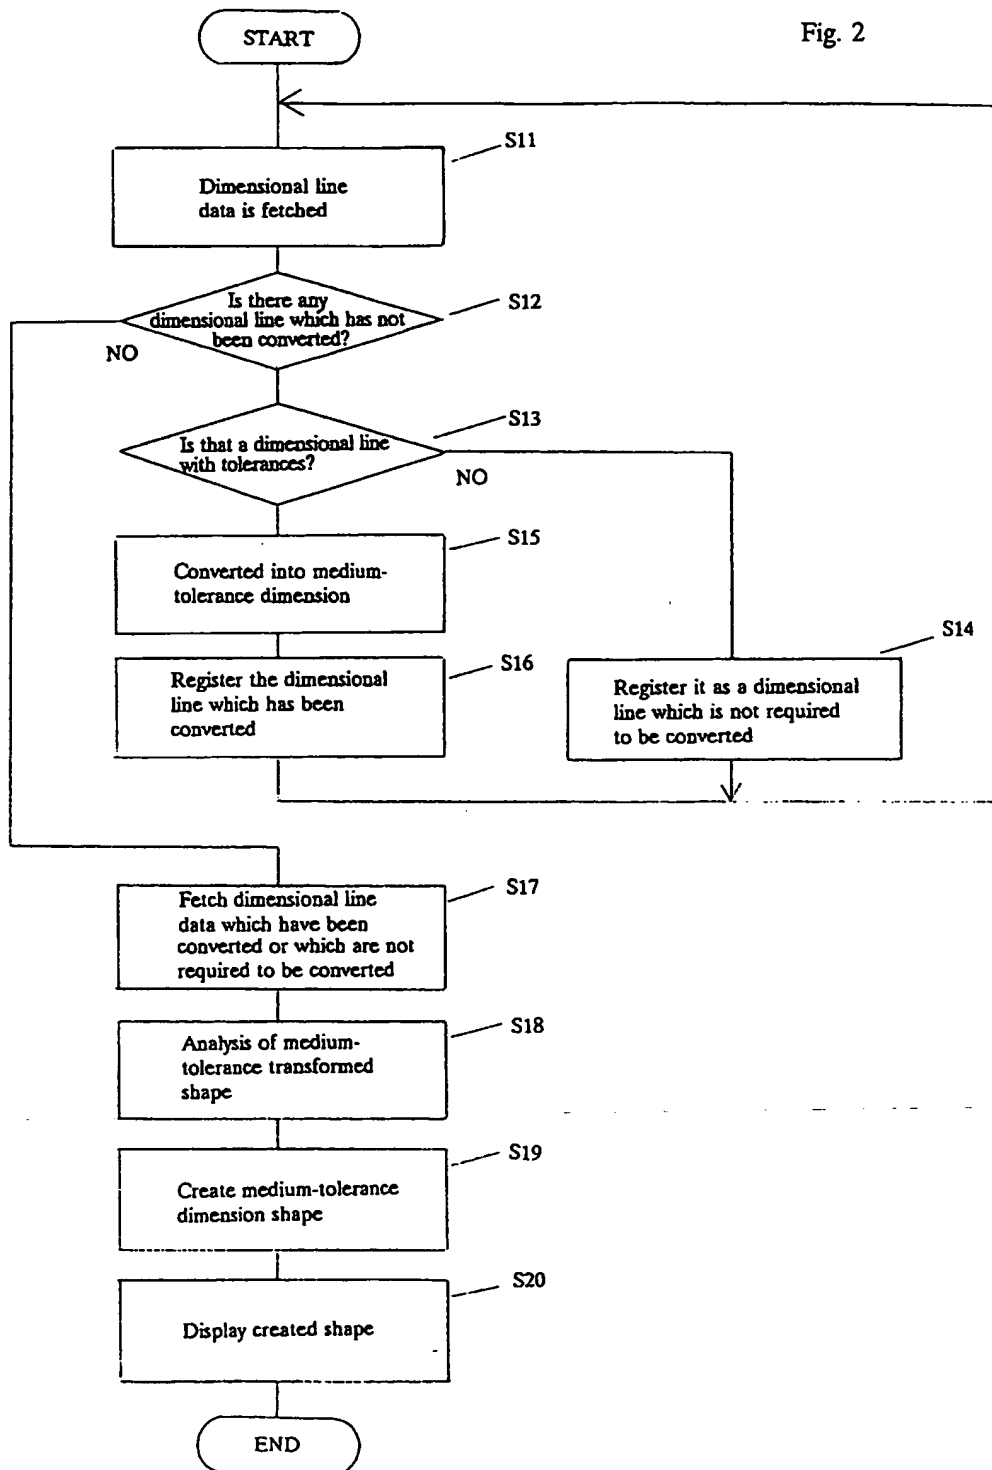 Fig. 2
START
S11
Dimensional line
data is fetched
S12
Is there any
dimensional line which has not
been converted?
NO
S13
Is that a dimensional line
with tolerances?
NO
S15
Converted into medium-
tolerance dimension
S14
S16
Register the dimensional
line which has been
converted
Register it as a dimensional
line which is not required
to be converted
S17
Fetch dimensional line
data which have been
converted or which are not
required to be converted
S18
Analysis of medium-
tolerance transformed
shape
S19
Create medium-tolerance
dimension shape
S20
Display created shape
END